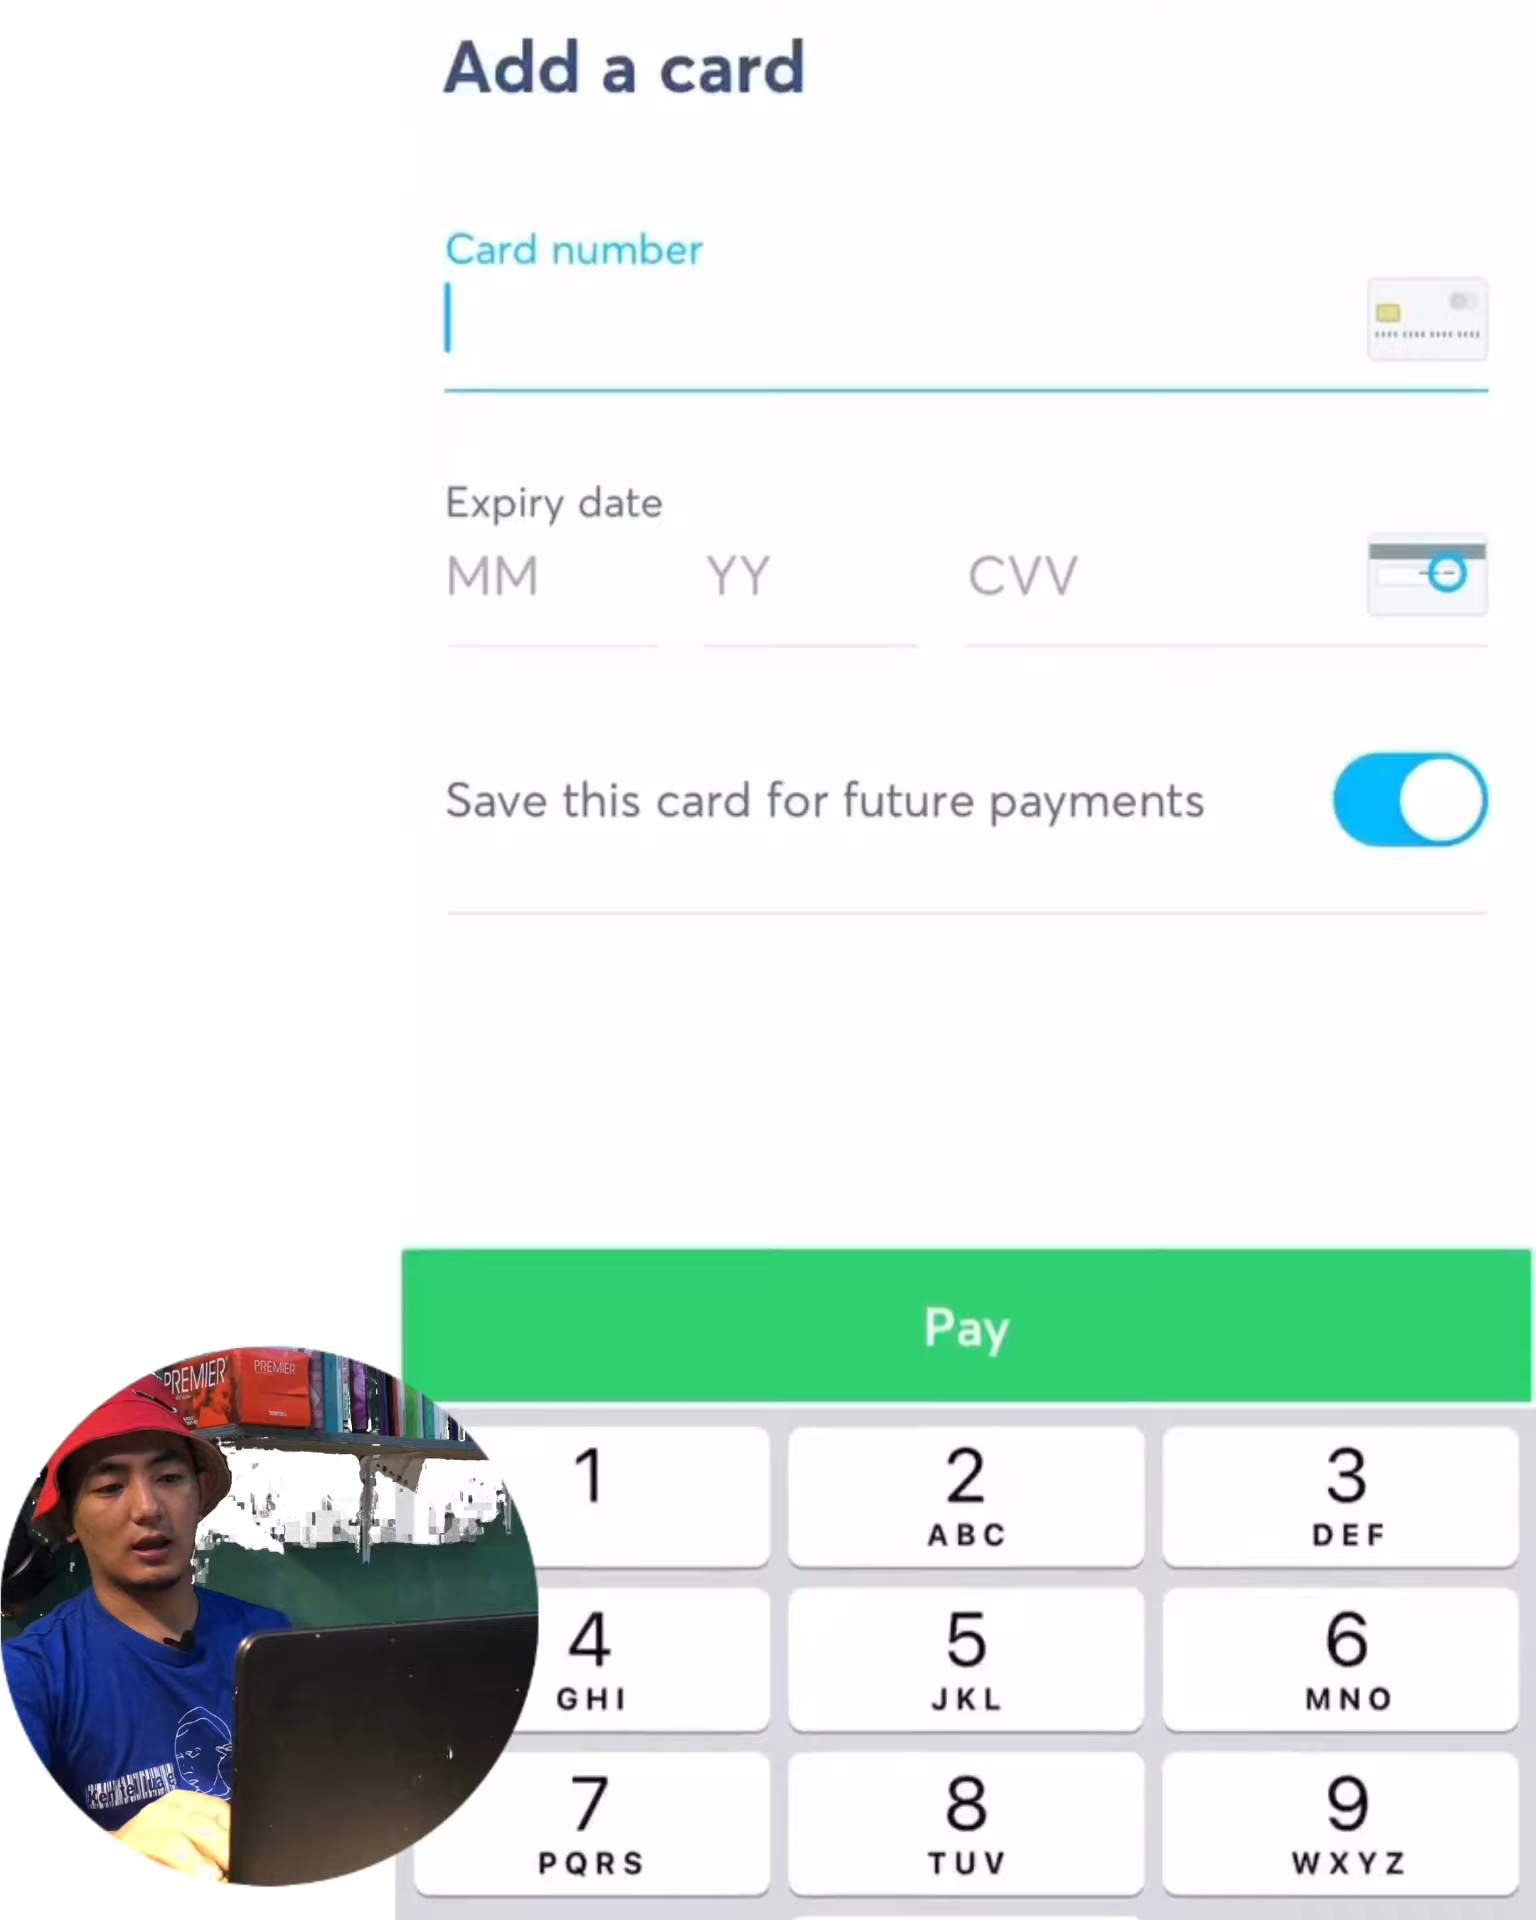 Add a card
Card number
Expiry date
MM YY CVV
Save this card for future payments
Pay
1 2 3
ABC DEF
4 5 6
GHI JKL MNO
7 8 9
PQRS TUV WXYZ
PREMIER PREMIER